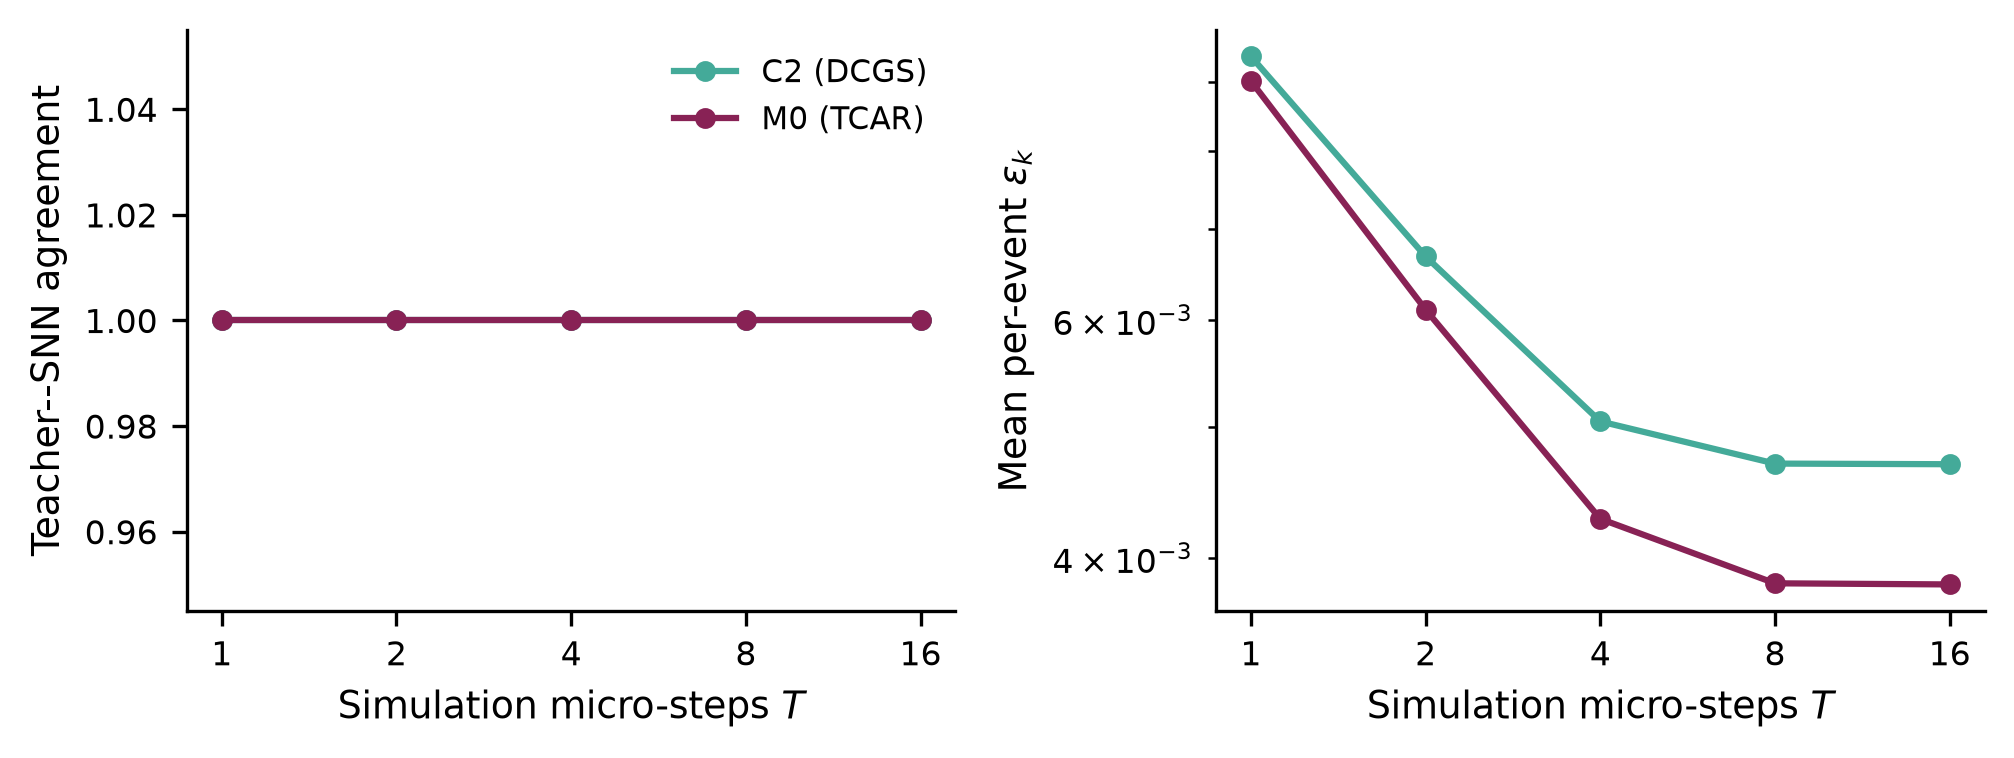 Teacher--SNN agreement
1.04
1.02
1.00
0.98
0.96
C2 (DCGS)
M0 (TCAR)
1 2 4 8 16
Simulation micro-steps T
Mean per-event εₖ
6 × 10⁻³
4 × 10⁻³
1 2 4 8 16
Simulation micro-steps T